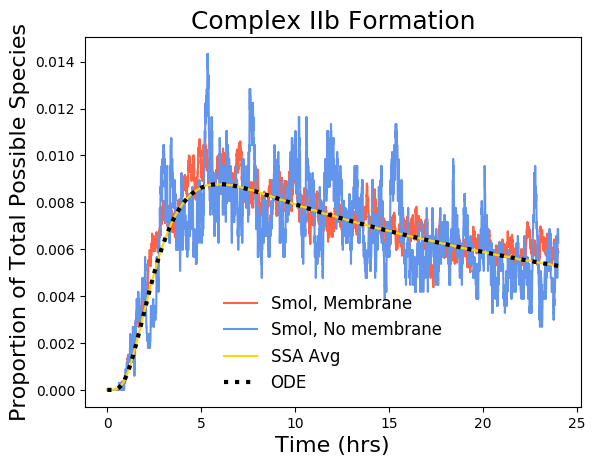 Complex IIb Formation
Proportion of Total Possible Species
0.014
0.012
0.010
0.008
0.006
0.004
0.002
0.000
Smol, Membrane
Smol, No membrane
SSA Avg
ODE
0 5 10 15 20 25
Time (hrs)